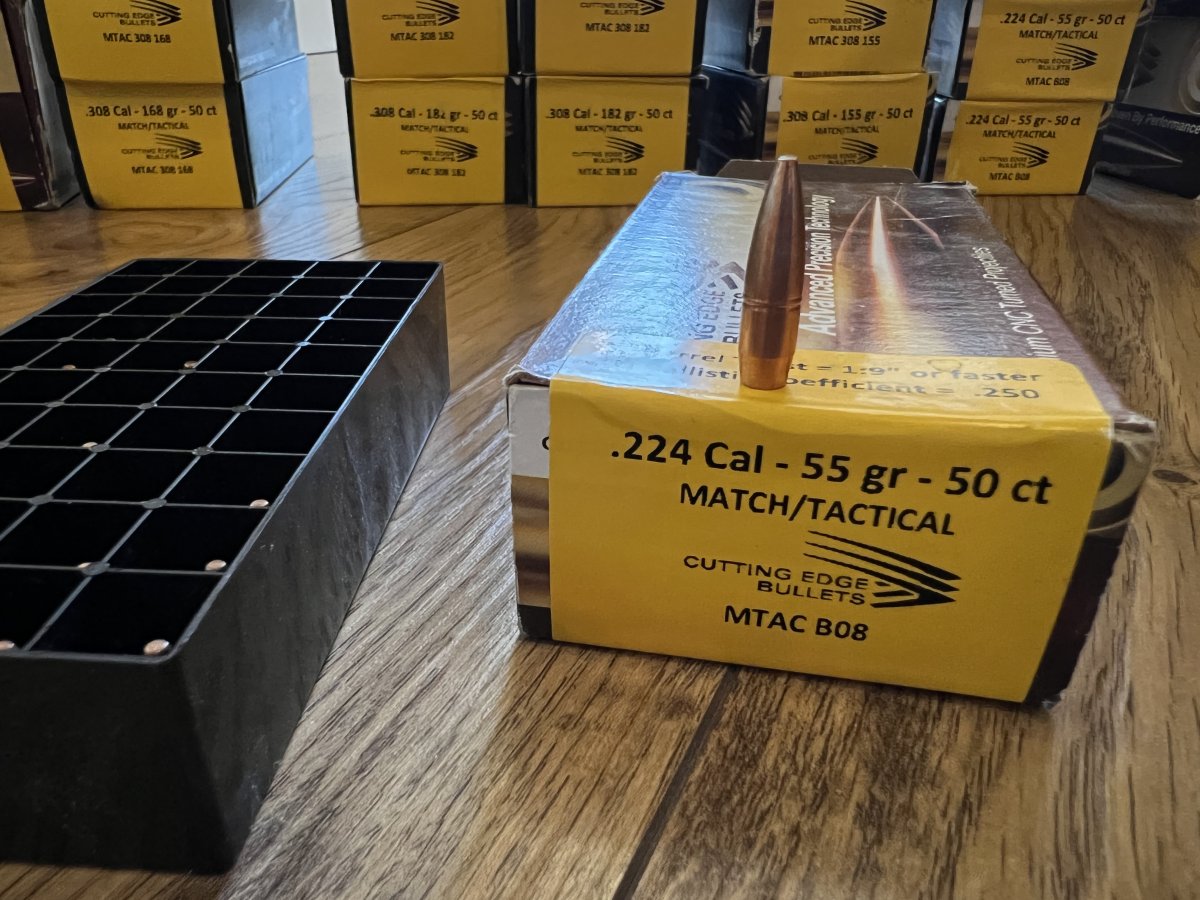 CUTTING EDGE
BULLETS
MTAC 308 168
CUTTING EDGE
BULLETS
MTAC 308 182
CUTTING EDGE
BULLETS
MTAC 308 182
CUTTING EDGE
BULLETS
MTAC 308 155
.224 Cal - 55 gr - 50 ct
MATCH/TACTICAL
CUTTING EDGE
BULLETS
MTAC B08
.308 Cal - 168 gr - 50 ct
MATCH/TACTICAL
CUTTING EDGE
BULLETS
MTAC 308 168
.308 Cal - 182 gr - 50 ct
MATCH/TACTICAL
CUTTING EDGE
BULLETS
MTAC 308 182
.308 Cal - 182 gr - 50 ct
MATCH/TACTICAL
CUTTING EDGE
BULLETS
MTAC 308 182
.308 Cal - 155 gr - 50 ct
MATCH/TACTICAL
CUTTING EDGE
BULLETS
.224 Cal - 55 gr - 50 ct
MATCH/TACTICAL
CUTTING EDGE
BULLETS
MTAC B08
By Performance
Advanced Precision Technology
CNC Turned Projectiles
= 1:9" or faster
= .250
.224 Cal - 55 gr - 50 ct
MATCH/TACTICAL
CUTTING EDGE
BULLETS
MTAC B08